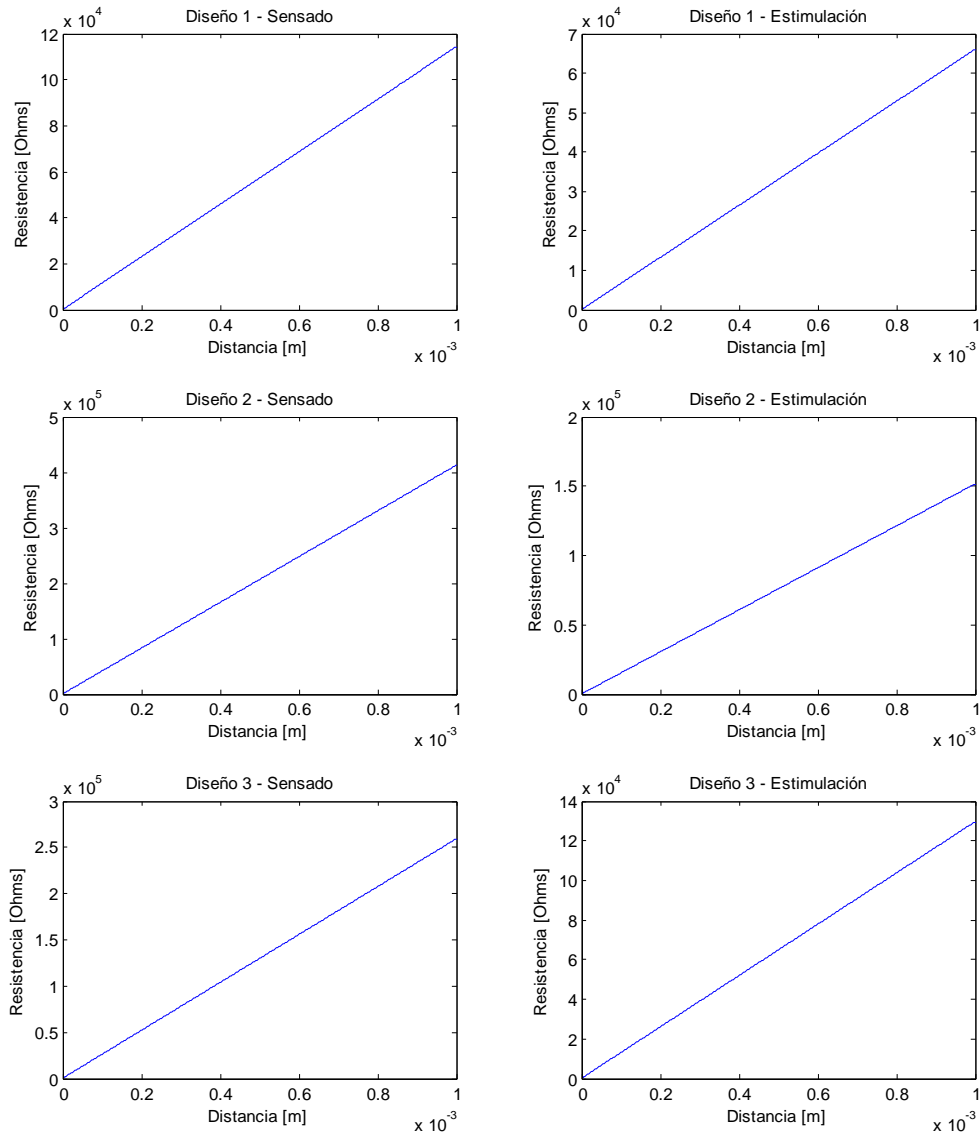 Diseño 1 - Sensado
x 10^4
12
10
8
6
4
2
0
Resistencia [Ohms]
0 0.2 0.4 0.6 0.8 1
Distancia [m]
x 10^-3
Diseño 1 - Estimulación
x 10^4
7
6
5
4
3
2
1
0
Resistencia [Ohms]
0 0.2 0.4 0.6 0.8 1
Distancia [m]
x 10^-3
Diseño 2 - Sensado
x 10^5
5
4
3
2
1
0
Resistencia [Ohms]
0 0.2 0.4 0.6 0.8 1
Distancia [m]
x 10^-3
Diseño 2 - Estimulación
x 10^5
2
1.5
1
0.5
0
Resistencia [Ohms]
0 0.2 0.4 0.6 0.8 1
Distancia [m]
x 10^-3
Diseño 3 - Sensado
x 10^5
3
2.5
2
1.5
1
0.5
0
Resistencia [Ohms]
0 0.2 0.4 0.6 0.8 1
Distancia [m]
x 10^-3
Diseño 3 - Estimulación
x 10^4
14
12
10
8
6
4
2
0
Resistencia [Ohms]
0 0.2 0.4 0.6 0.8 1
Distancia [m]
x 10^-3